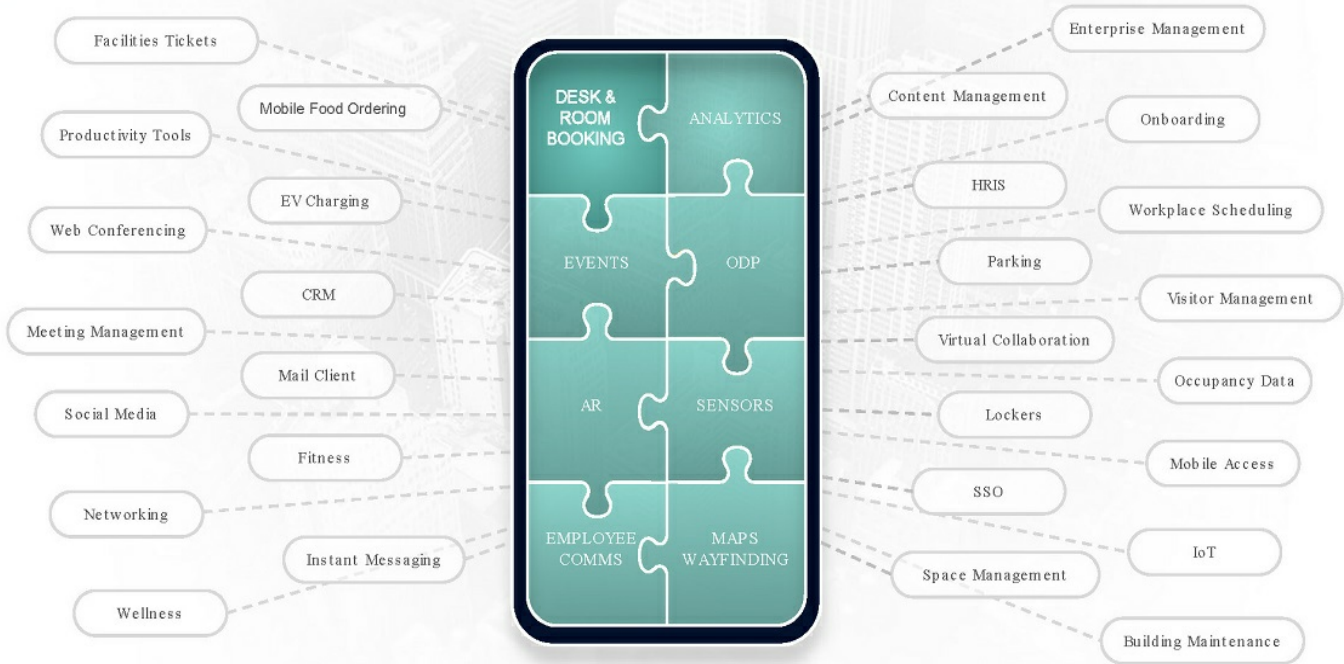 Facilities Tickets
Mobile Food Ordering
Productivity Tools
EV Charging
Web Conferencing
CRM
Meeting Management
Mail Client
Social Media
Fitness
Networking
Instant Messaging
Wellness
DESK &
ROOM
BOOKING
ANALYTICS
EVENTS
ODP
AR
SENSORS
EMPLOYEE
COMMS
MAPS
WAYFINDING
Enterprise Management
Content Management
Onboarding
HRIS
Workplace Scheduling
Parking
Visitor Management
Virtual Collaboration
Occupancy Data
Lockers
Mobile Access
SSO
IoT
Space Management
Building Maintenance